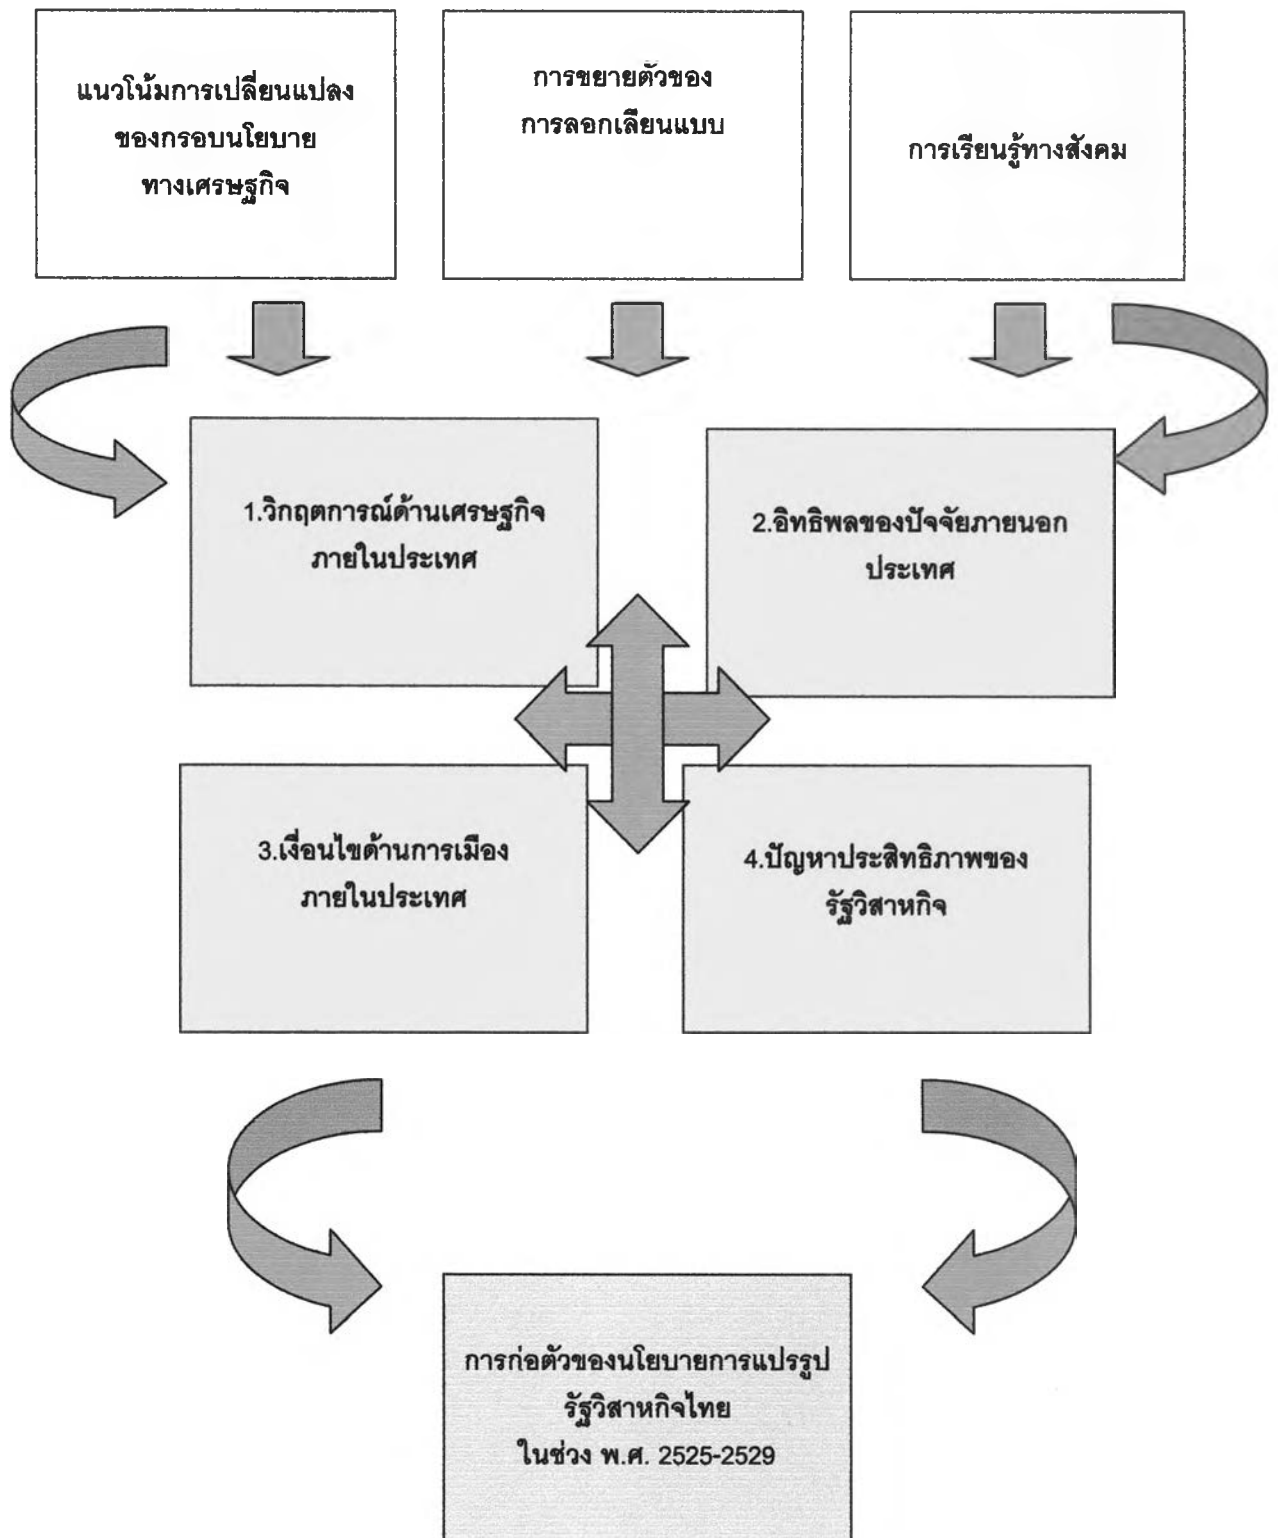 แนวโน้มการเปลี่ยนแปลง
ของกรอบนโยบาย
ทางเศรษฐกิจ
การขยายตัวของ
การลอกเลียนแบบ
การเรียนรู้ทางสังคม
1.วิกฤตการณ์ด้านเศรษฐกิจ
ภายในประเทศ
2.อิทธิพลของปัจจัยภายนอก
ประเทศ
3.เงื่อนไขด้านการเมือง
ภายในประเทศ
4.ปัญหาประสิทธิภาพของ
รัฐวิสาหกิจ
การก่อตัวของนโยบายการแปรรูป
รัฐวิสาหกิจไทย
ในช่วง พ.ศ. 2525-2529